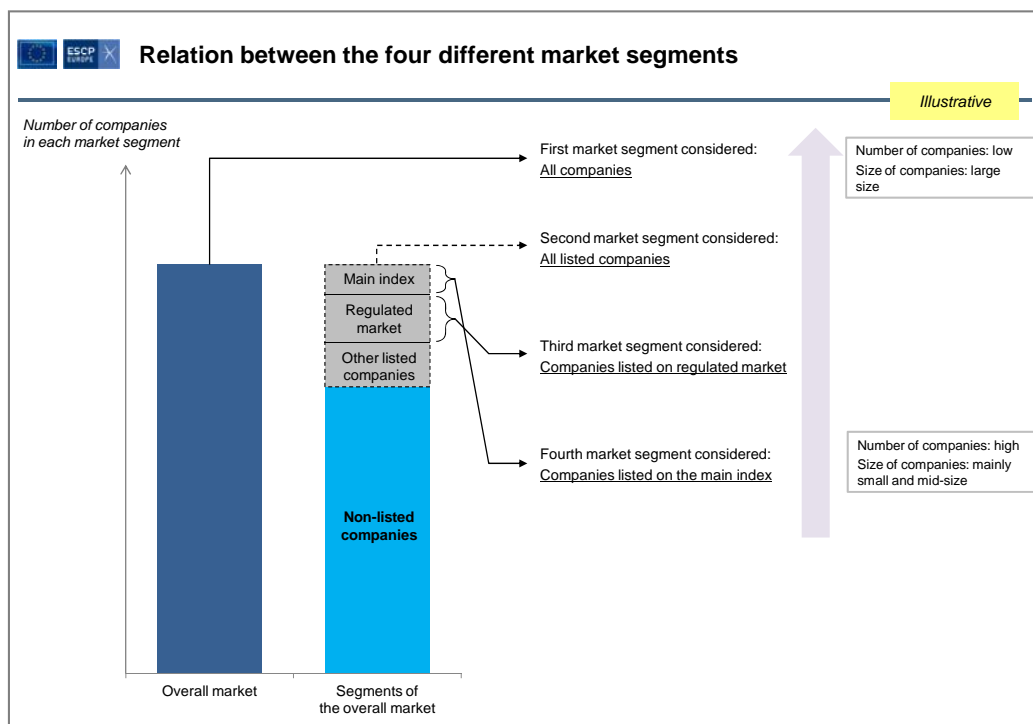 ESCP
EUROPE
Relation between the four different market segments
Illustrative
Number of companies
in each market segment
First market segment considered:
All companies
Number of companies: low
Size of companies: large
size
Second market segment considered:
All listed companies
Main index
Regulated
market
Other listed
companies
Third market segment considered:
Companies listed on regulated market
Fourth market segment considered:
Companies listed on the main index
Number of companies: high
Size of companies: mainly
small and mid-size
Non-listed
companies
Overall market
Segments of
the overall market